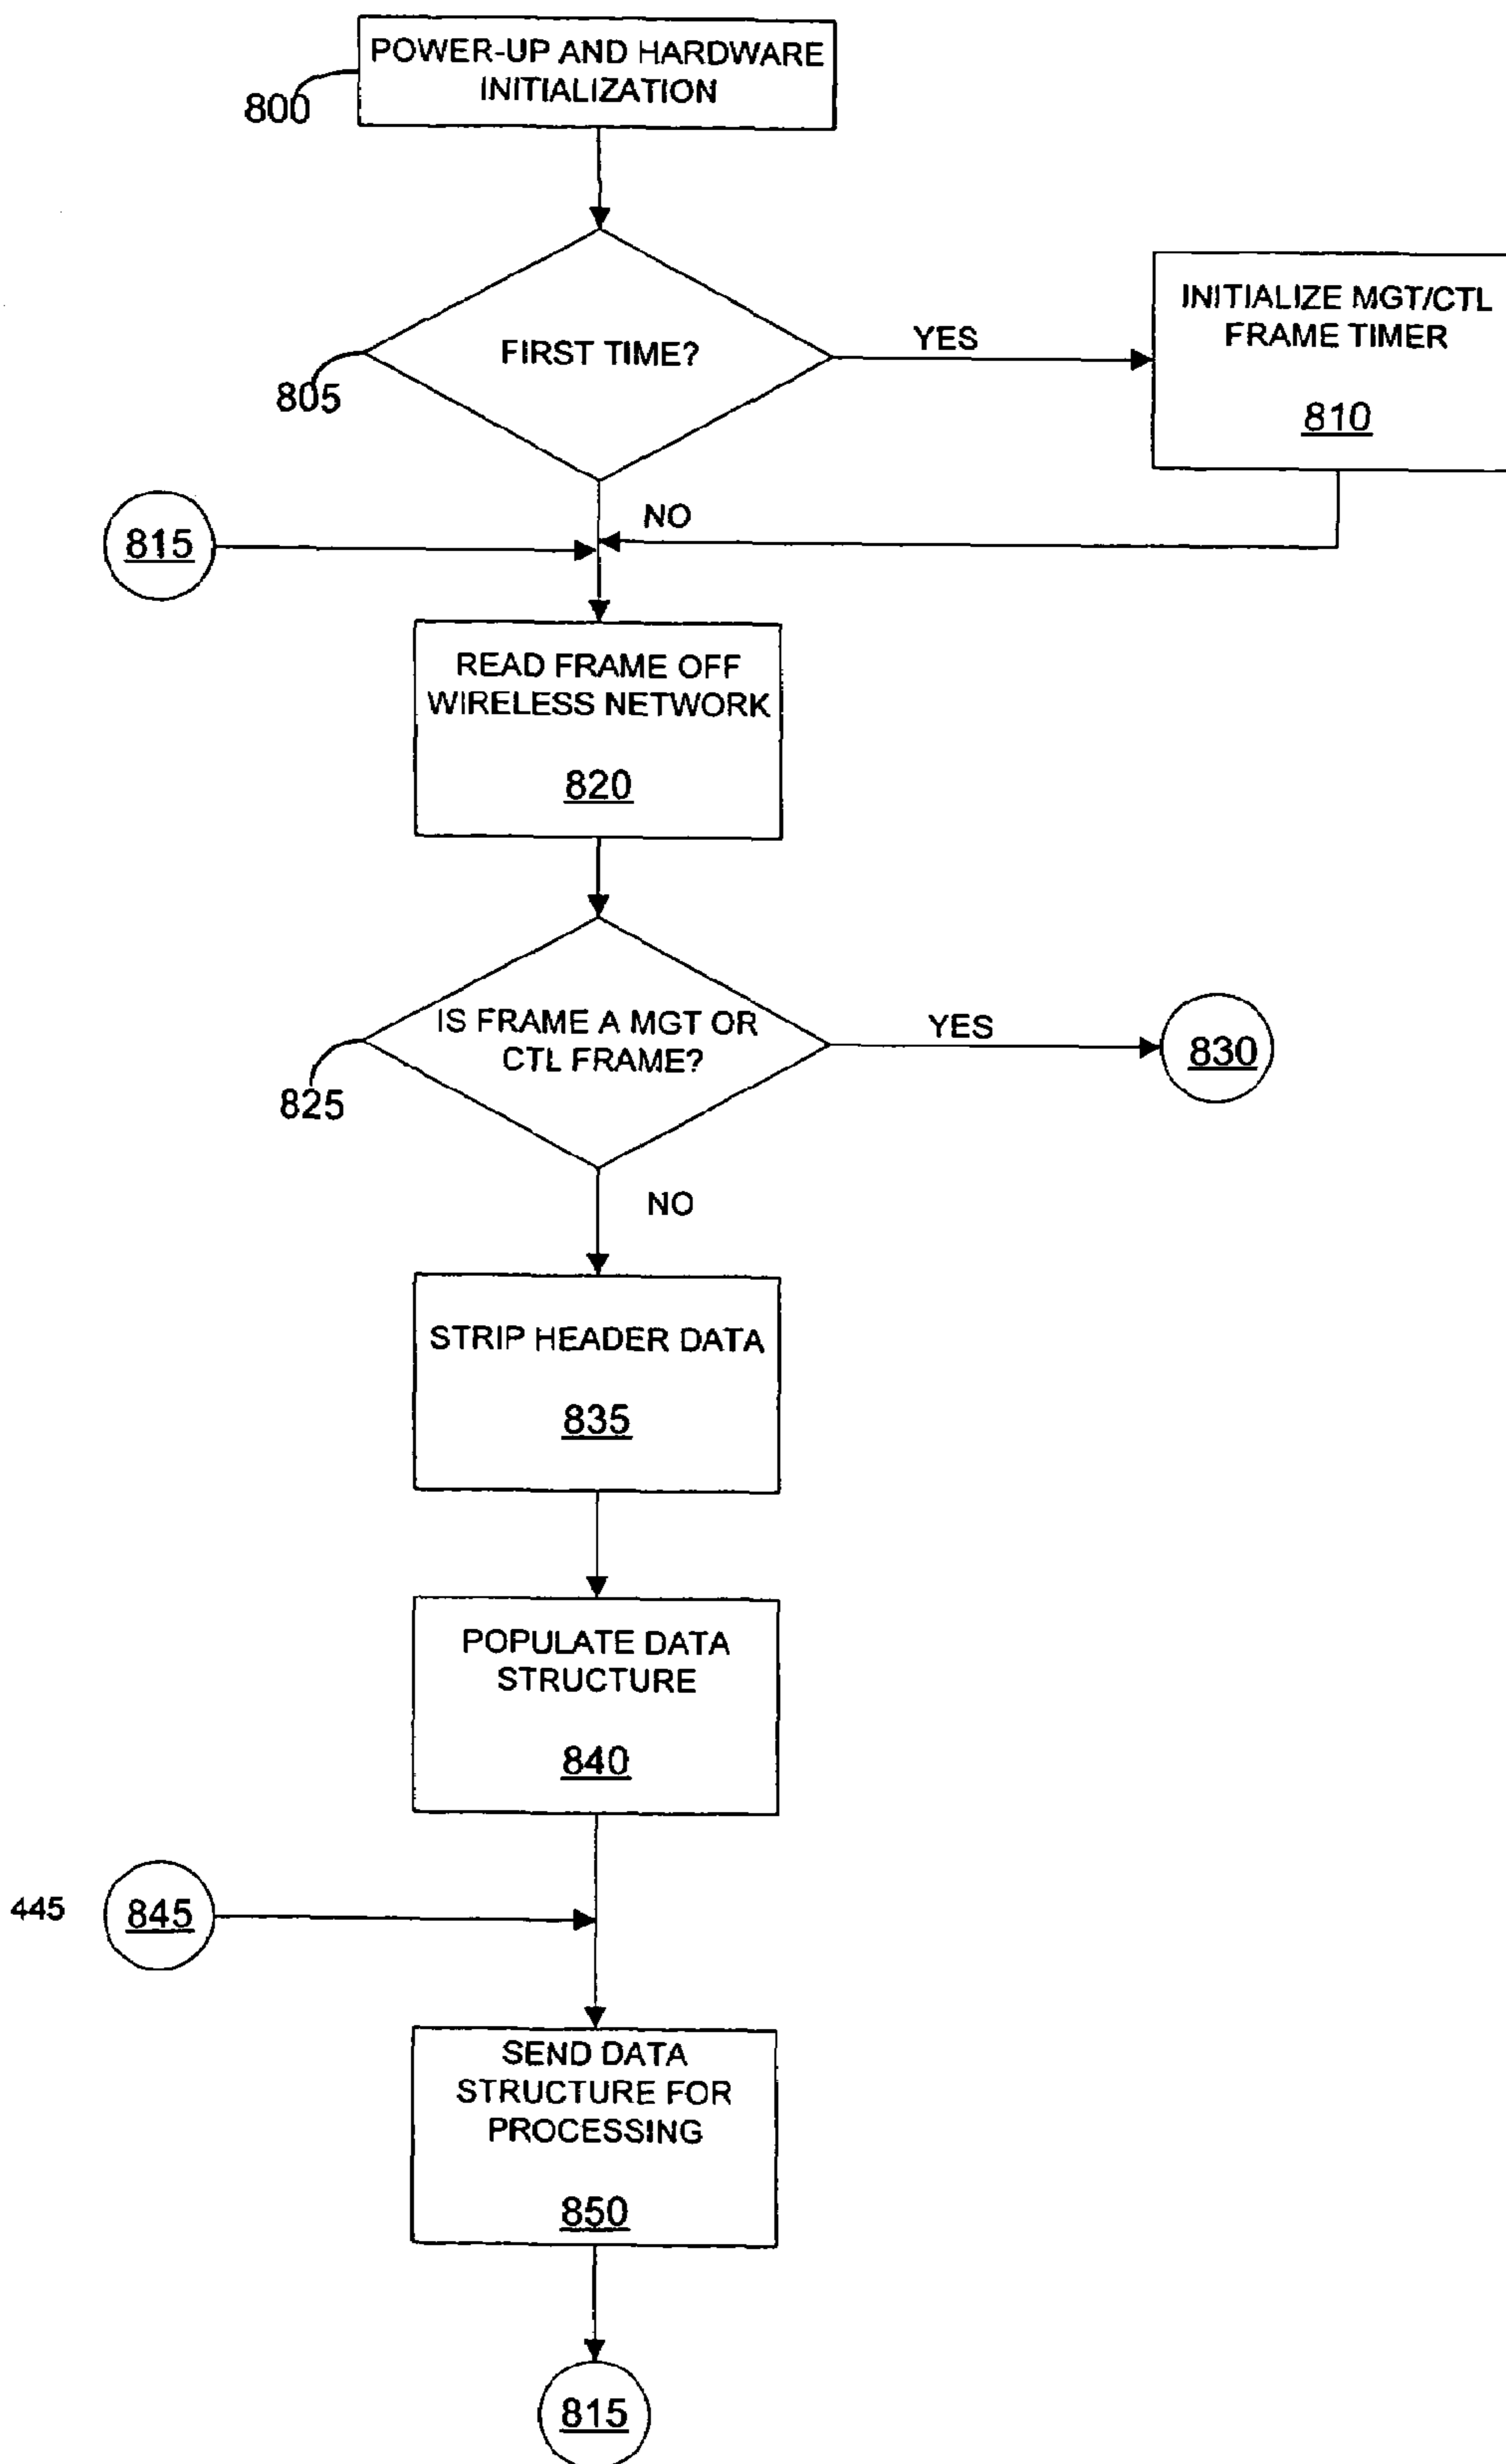 POWER-UP AND HARDWARE
INITIALIZATION
800
FIRST TIME?
805
YES
INITIALIZE MGT/CTL
FRAME TIMER
810
NO
815
READ FRAME OFF
WIRELESS NETWORK
820
IS FRAME A MGT OR
CTL FRAME?
825
YES
830
NO
STRIP HEADER DATA
835
POPULATE DATA
STRUCTURE
840
445
845
SEND DATA
STRUCTURE FOR
PROCESSING
850
815